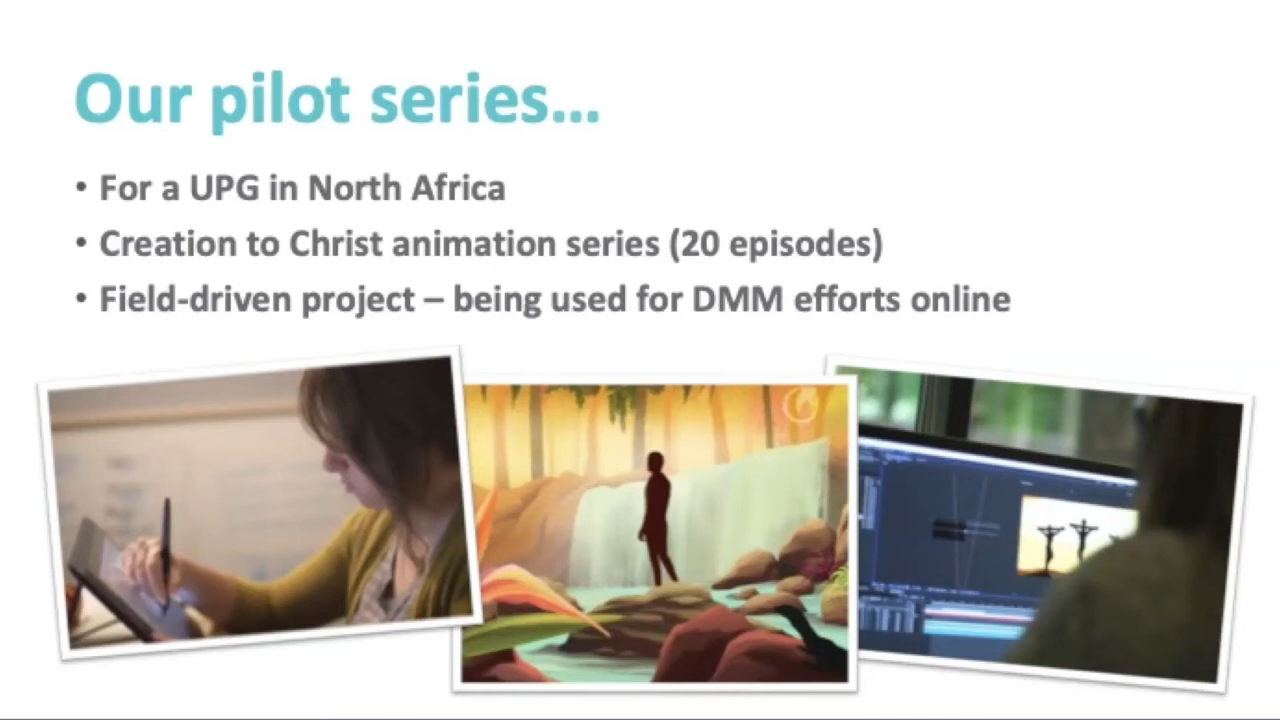 Our pilot series...
• For a UPG in North Africa
• Creation to Christ animation series (20 episodes)
• Field-driven project – being used for DMM efforts online